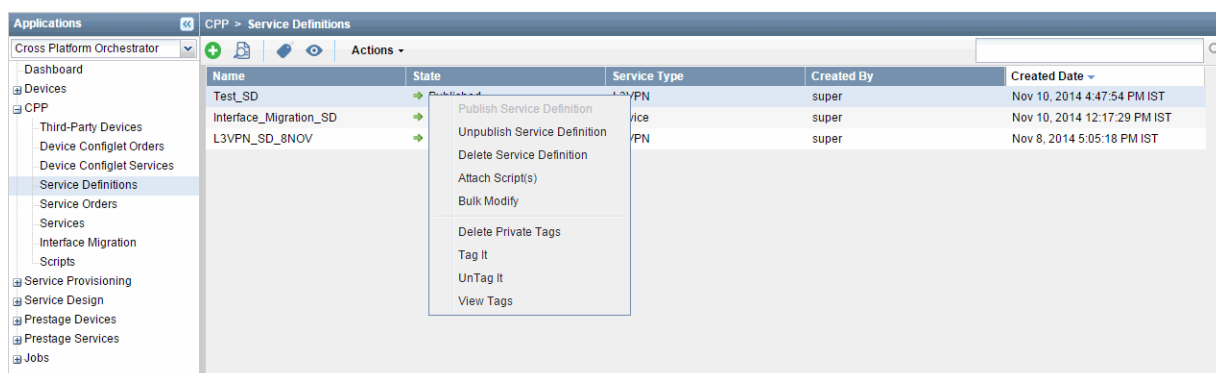 Applications
CPP > Service Definitions
Cross Platform Orchestrator
Actions
Dashboard
Devices
CPP
Third-Party Devices
Device Configlet Orders
Device Configlet Services
Service Definitions
Service Orders
Services
Interface Migration
Scripts
Service Provisioning
Service Design
Prestage Devices
Prestage Services
Jobs
Name State Service Type Created By Created Date
Test_SD Published L3VPN super Nov 10, 2014 4:47:54 PM IST
Interface_Migration_SD vice super Nov 10, 2014 12:17:29 PM IST
L3VPN_SD_8NOV VPN super Nov 8, 2014 5:05:18 PM IST
Publish Service Definition
Unpublish Service Definition
Delete Service Definition
Attach Script(s)
Bulk Modify
Delete Private Tags
Tag It
UnTag It
View Tags